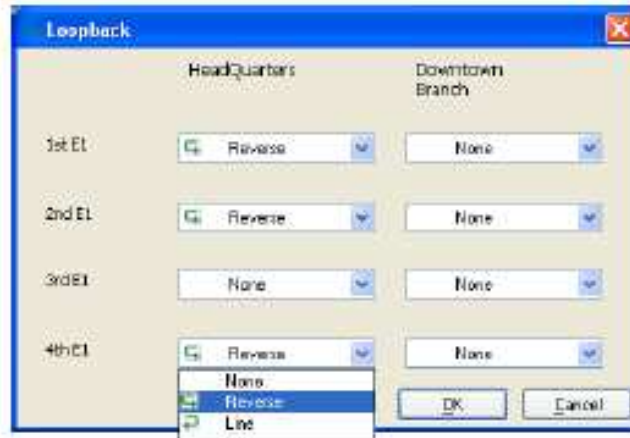 Loopback
HeadQuarters Downtown
Branch
1st E1 Reverse None
2nd E1 Reverse None
3rd E1 None None
4th E1 Reverse None
None
Reverse
Line
OK Cancel